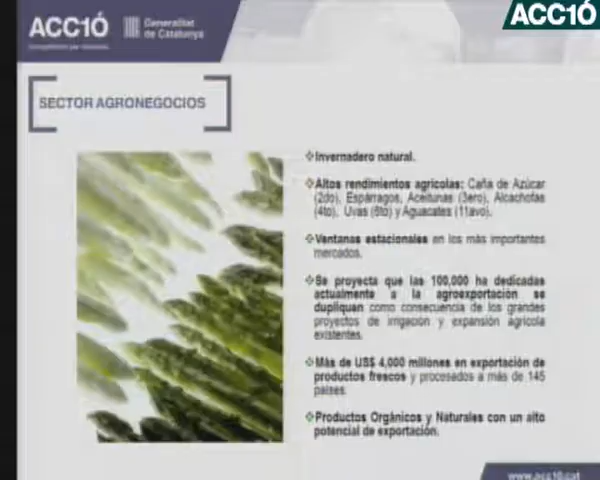 ACC1Ó
ACC1Ó
Generalitat
de Catalunya
SECTOR AGRONEGOCIOS
Invernadero natural.
Altos rendimientos agrícolas: Caña de Azúcar
(2do), Espárragos, Aceitunas (3ero), Alcachofas
(4to), Uvas (6to) y Aguacates (11avo).
Ventanas estacionales en los más importantes
mercados.
Se proyecta que las 100,000 ha dedicadas
actualmente a la agroexportación se
dupliquen como consecuencia de los grandes
proyectos de irrigación y expansión agrícola
existentes.
Más de US$ 4,000 millones en exportación de
productos frescos y procesados a más de 145
países.
Productos Orgánicos y Naturales con un alto
potencial de exportación.
www.acc10.cat